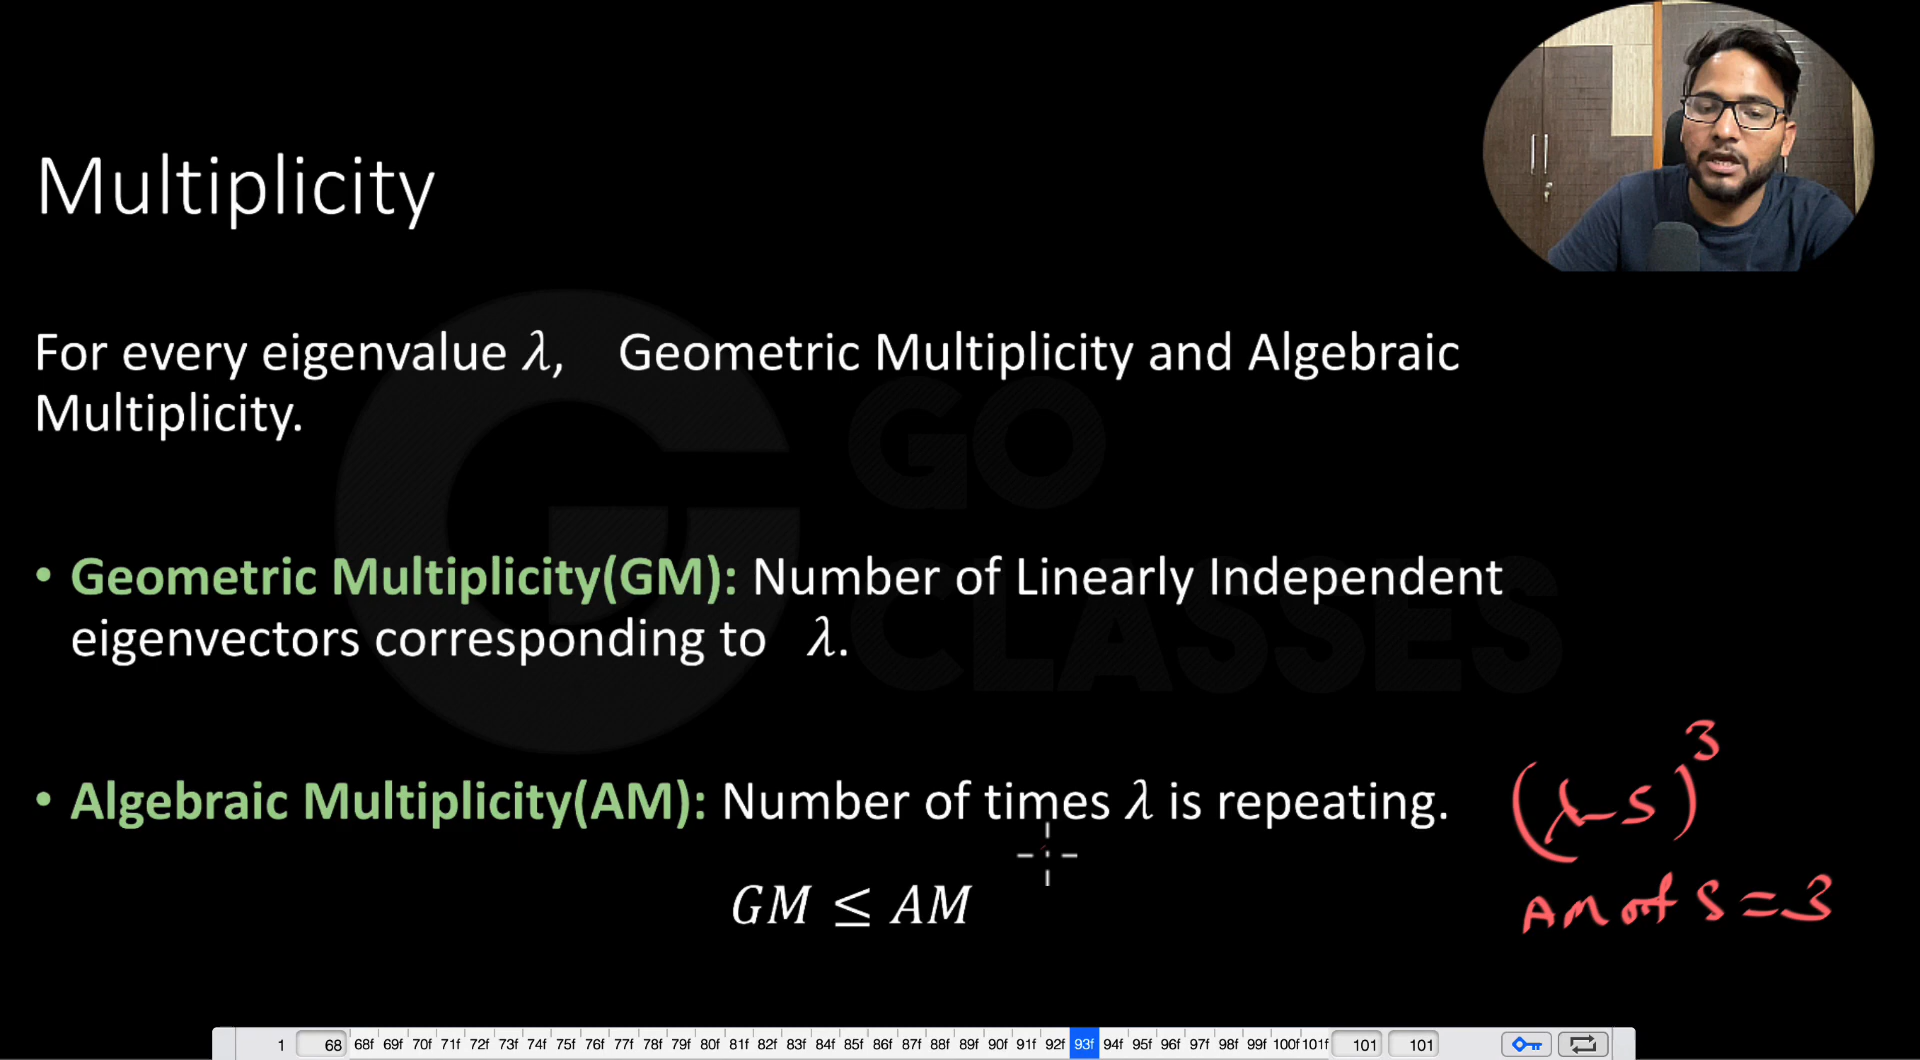 Multiplicity
For every eigenvalue λ, Geometric Multiplicity and Algebraic
Multiplicity.
GO
CLASSES
• Geometric Multiplicity(GM): Number of Linearly Independent
eigenvectors corresponding to λ.
• Algebraic Multiplicity(AM): Number of times λ is repeating.
(λ-5)^3
GM ≤ AM
AM of 5 = 3
1 68 68f 69f 70f 71f 72f 73f 74f 75f 76f 77f 78f 79f 80f 81f 82f 83f 84f 85f 86f 87f 88f 89f 90f 91f 92f 93f 94f 95f 96f 97f 98f 99f 100f 101f 101 101